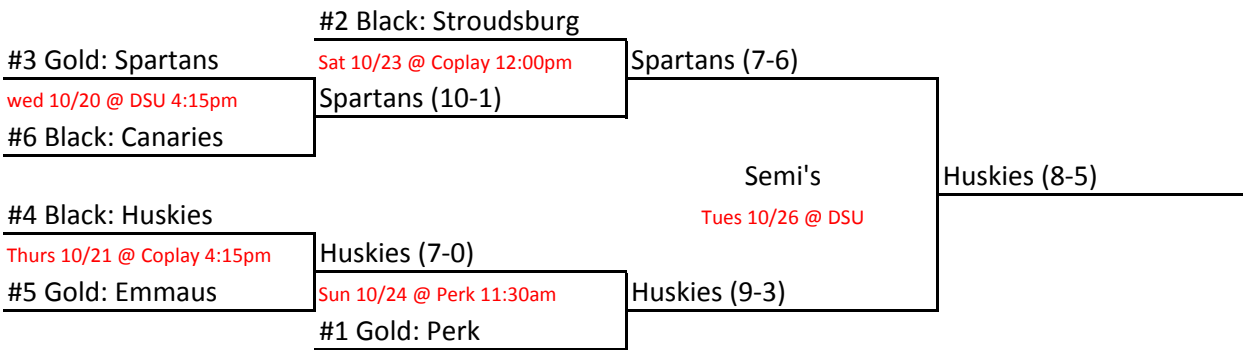 #2 Black: Stroudsburg
#3 Gold: Spartans
Sat 10/23 @ Coplay 12:00pm
Spartans (7-6)
wed 10/20 @ DSU 4:15pm
Spartans (10-1)
#6 Black: Canaries
Semi's
Huskies (8-5)
#4 Black: Huskies
Tues 10/26 @ DSU
Thurs 10/21 @ Coplay 4:15pm
Huskies (7-0)
#5 Gold: Emmaus
Sun 10/24 @ Perk 11:30am
Huskies (9-3)
#1 Gold: Perk